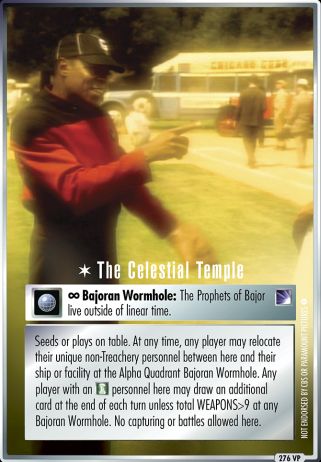 CHICAGO CUBS
✶ The Celestial Temple
∞ Bajoran Wormhole: The Prophets of Bajor
live outside of linear time.
Seeds or plays on table. At any time, any player may relocate
their unique non-Treachery personnel between here and their
ship or facility at the Alpha Quadrant Bajoran Wormhole. Any
player with an personnel here may draw an additional
card at the end of each turn unless total WEAPONS>9 at any
Bajoran Wormhole. No capturing or battles allowed here.
NOT ENDORSED BY CBS OR PARAMOUNT PICTURES
276 VP